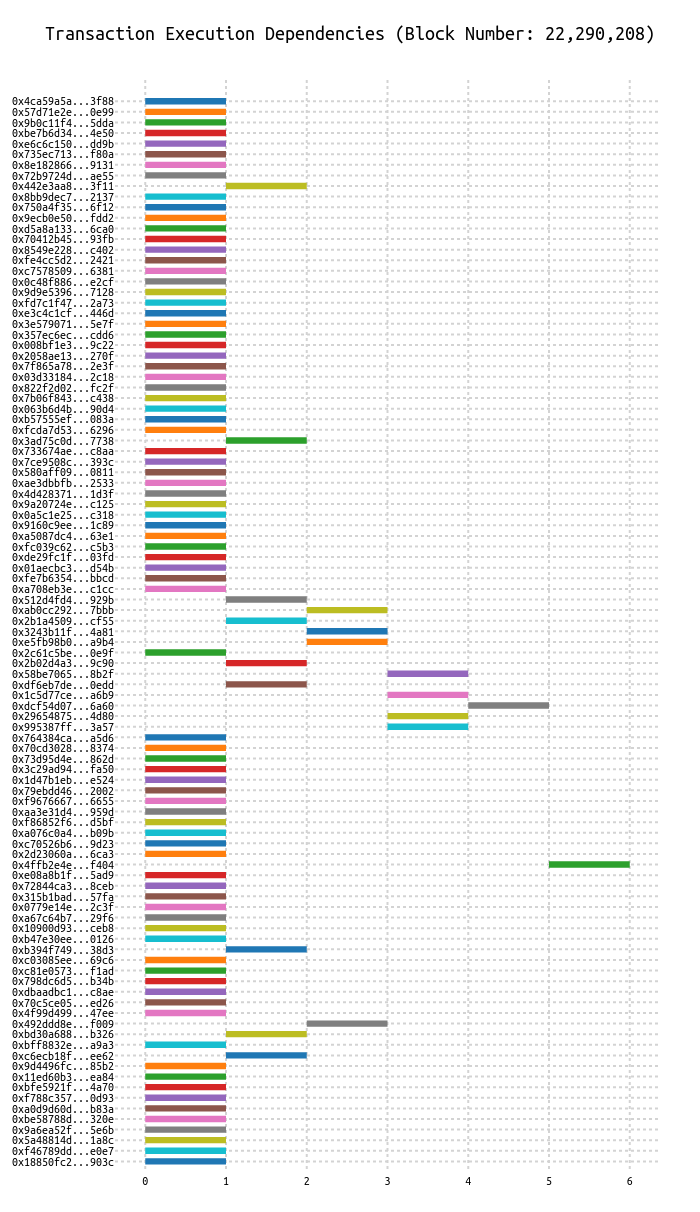 Transaction Execution Dependencies (Block Number: 22,290,208)
0x4ca59a5a...3f88
0x57d71e2e...0e99
0x9b0c11f4...5dda
0xbe7b6d34...4e50
0xe6c6c150...dd9b
0x735ec713...f80a
0x8e182866...9131
0x72b9724d...ae55
0x442e3aa8...3f11
0x8bb9dec7...2137
0x750a4f35...6f12
0x9ecb0e50...fdd2
0xd5a8a133...6ca0
0x70412b45...93fb
0x8549e228...c402
0xfe4cc5d2...2421
0xc7578509...6381
0x0c48f886...e2cf
0x9d9e5396...7128
0xfd7c1f47...2a73
0xe3c4c1cf...446d
0x3e579071...5e7f
0x357ec6ec...cdd6
0x008bf1e3...9c22
0x2058ae13...270f
0x7f865a78...2e3f
0x03d33184...2c18
0x822f2d02...fc2f
0x7b06f843...c438
0x063b6d4b...90d4
0xb57555ef...083a
0xfcda7d53...6296
0x3ad75c0d...7738
0x733674ae...c8aa
0x7ce9508c...393c
0x580aff09...0811
0xae3dbbfb...2533
0x4d428371...1d3f
0x9a20724e...c125
0x0a5c1e25...c318
0x9160c9ee...1c89
0xa5087dc4...63e1
0xfc039c62...c5b3
0xde29fc1f...03fd
0x01aecbc3...d54b
0xfe7b6354...bbcd
0xa708eb3e...c1cc
0x512d4fd4...929b
0xab0cc292...7bbb
0x2b1a4509...cf55
0x3243b11f...4a81
0xe5fb98b0...a9b4
0x2c61c5be...0e9f
0x2b02d4a3...9c90
0x58be7065...8b2f
0xdf6eb7de...0edd
0x1c5d77ce...a6b9
0xdcf54d07...6a60
0x29654875...4d80
0x995387ff...3a57
0x764384ca...a5d6
0x70cd3028...8374
0x73d95d4e...862d
0x3c29ad94...fa50
0x1d47b1eb...e524
0x79ebdd46...2002
0xf9676667...6655
0xaa3e31d4...959d
0xf86852f6...d5bf
0xa076c0a4...b09b
0xc70526b6...9d23
0x2d23060a...6ca3
0x4ffb2e4e...f404
0xe08a8b1f...5ad9
0x72844ca3...8ceb
0x315b1bad...57fa
0x0779e14e...2c3f
0xa67c64b7...29f6
0x10900d93...ceb8
0xb47e30ee...0126
0xb394f749...38d3
0xc03085ee...69c6
0xc81e0573...f1ad
0x798dc6d5...b34b
0xdbaadbc1...c8ae
0x70c5ce05...ed26
0x4f99d499...47ee
0x492ddd8e...f009
0xbd30a688...b326
0xbff8832e...a9a3
0xc6ecb18f...ee62
0x9d4496fc...85b2
0x11ed60b3...ea84
0xbfe5921f...4a70
0xf788c357...0d93
0xa0d9d60d...b83a
0xbe58788d...320e
0x9a6ea52f...5e6b
0x5a48814d...1a8c
0xf46789dd...e0e7
0x18850fc2...903c
0 1 2 3 4 5 6